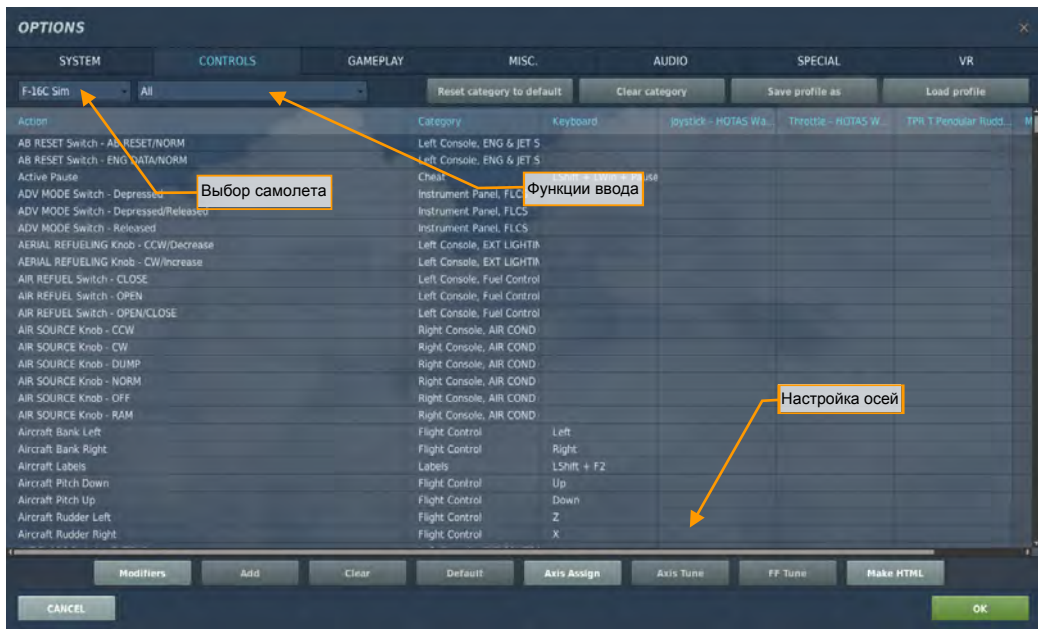 OPTIONS
SYSTEM CONTROLS GAMEPLAY MISC. AUDIO SPECIAL VR
F-16C Sim All Reset category to default Clear category Save profile as Load profile
Action Category Keyboard Joystick - HOTAS Wa... Throttle - HOTAS W... TPR T.Pendular Rudd... M
AB RESET Switch - AB RESET/NORM Left Console, ENG & JET S
AB RESET Switch - ENG DATA/NORM Left Console, ENG & JET S
Active Pause Cheat LShift + LWin + Pause
ADV MODE Switch - Depressed Instrument Panel, FLCS
Выбор самолета
Функции ввода
ADV MODE Switch - Depressed/Released Instrument Panel, FLCS
ADV MODE Switch - Released Instrument Panel, FLCS
AERIAL REFUELING Knob - CCW/Decrease Left Console, EXT LIGHTIN
AERIAL REFUELING Knob - CW/Increase Left Console, EXT LIGHTIN
AIR REFUEL Switch - CLOSE Left Console, Fuel Control
AIR REFUEL Switch - OPEN Left Console, Fuel Control
AIR REFUEL Switch - OPEN/CLOSE Left Console, Fuel Control
AIR SOURCE Knob - CCW Right Console, AIR COND
AIR SOURCE Knob - CW Right Console, AIR COND
AIR SOURCE Knob - DUMP Right Console, AIR COND
AIR SOURCE Knob - NORM Right Console, AIR COND
AIR SOURCE Knob - OFF Right Console, AIR COND
Настройка осей
AIR SOURCE Knob - RAM Right Console, AIR COND
Aircraft Bank Left Flight Control Left
Aircraft Bank Right Flight Control Right
Aircraft Labels Labels LShift + F2
Aircraft Pitch Down Flight Control Up
Aircraft Pitch Up Flight Control Down
Aircraft Rudder Left Flight Control Z
Aircraft Rudder Right Flight Control X
Modifiers Add Clear Default Axis Assign Axis Tune FF Tune Make HTML
CANCEL OK